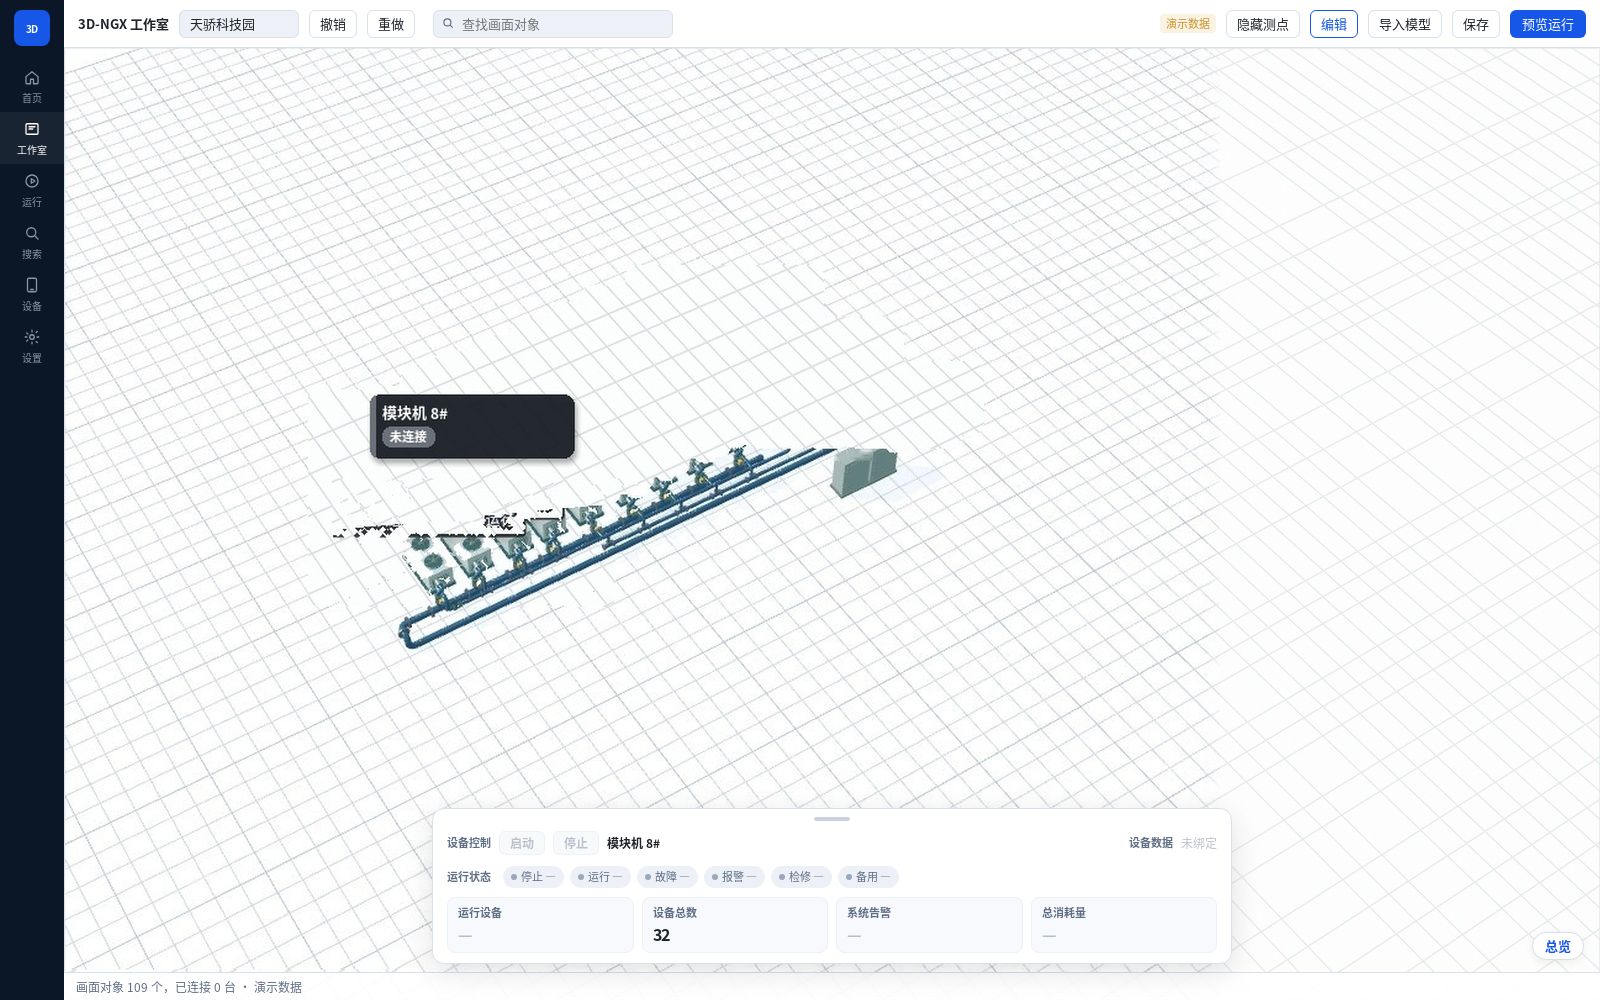 3D
首页
工作室
运行
搜索
设备
设置
3D-NGX 工作室
天骄科技园
撤销
重做
查找画面对象
演示数据
隐藏测点
编辑
导入模型
保存
预览运行
模块机 8#
未连接
设备控制
启动
停止
模块机 8#
设备数据
未绑定
运行状态
停止 —
运行 —
故障 —
报警 —
检修 —
备用 —
运行设备
—
设备总数
32
系统告警
—
总消耗量
—
总览
画面对象 109 个，已连接 0 台 · 演示数据